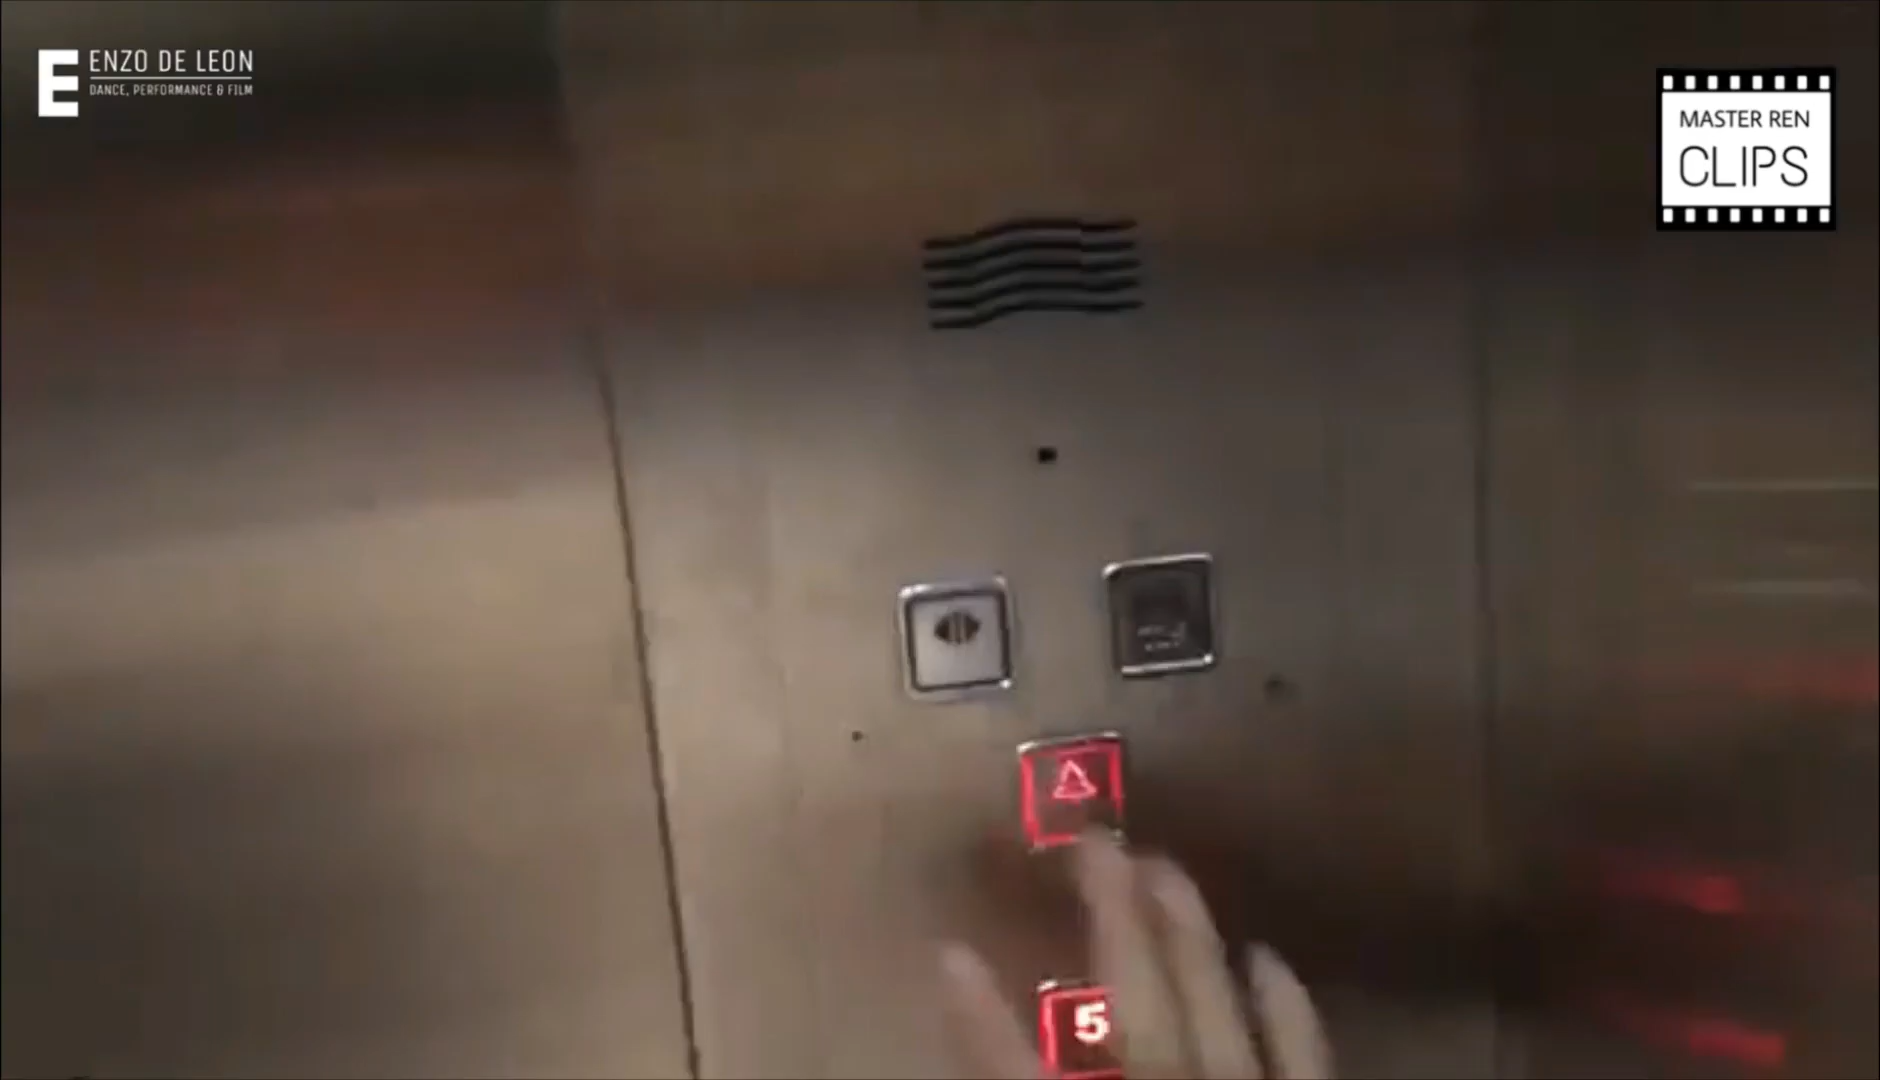 ENZO DE LEON
DANCE, PERFORMANCE & FILM
MASTER REN
CLIPS
5